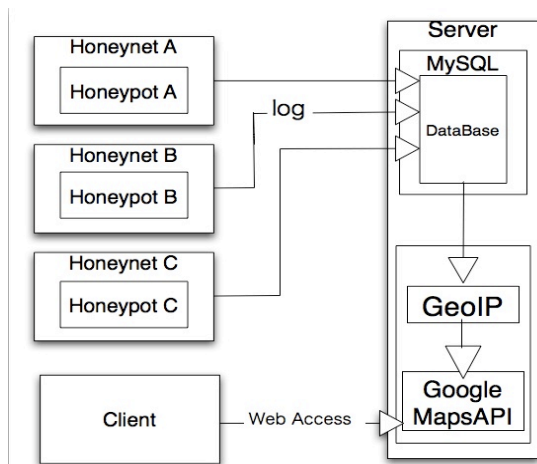 Honeynet A
Honeypot A
Honeynet B
Honeypot B
Honeynet C
Honeypot C
Client
log
Web Access
Server
MySQL
DataBase
GeoIP
Google
MapsAPI